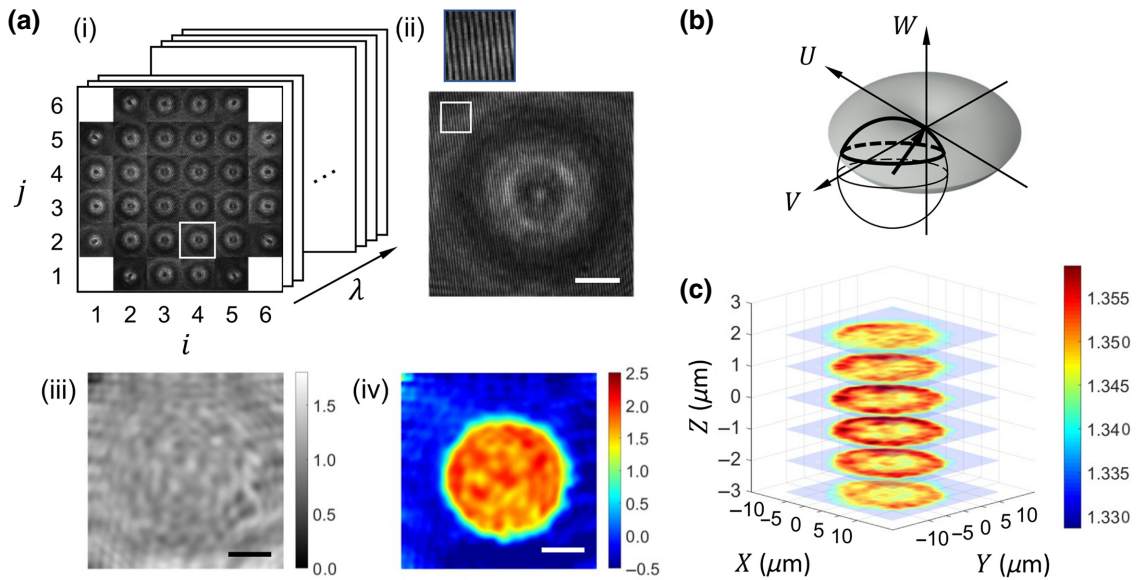 (a)
(i)
6
5
4
3
2
1
j
1 2 3 4 5 6
i
...
λ
(ii)
(iii)
1.5
1.0
0.5
0.0
(iv)
2.5
2.0
1.5
1.0
0.5
0.0
−0.5
(b)
W
U
V
(c)
3
2
1
0
−1
−2
−3
Z (μm)
−10
−5
0
5
10
X (μm)
−10
−5
0
5
10
Y (μm)
1.355
1.350
1.345
1.340
1.335
1.330